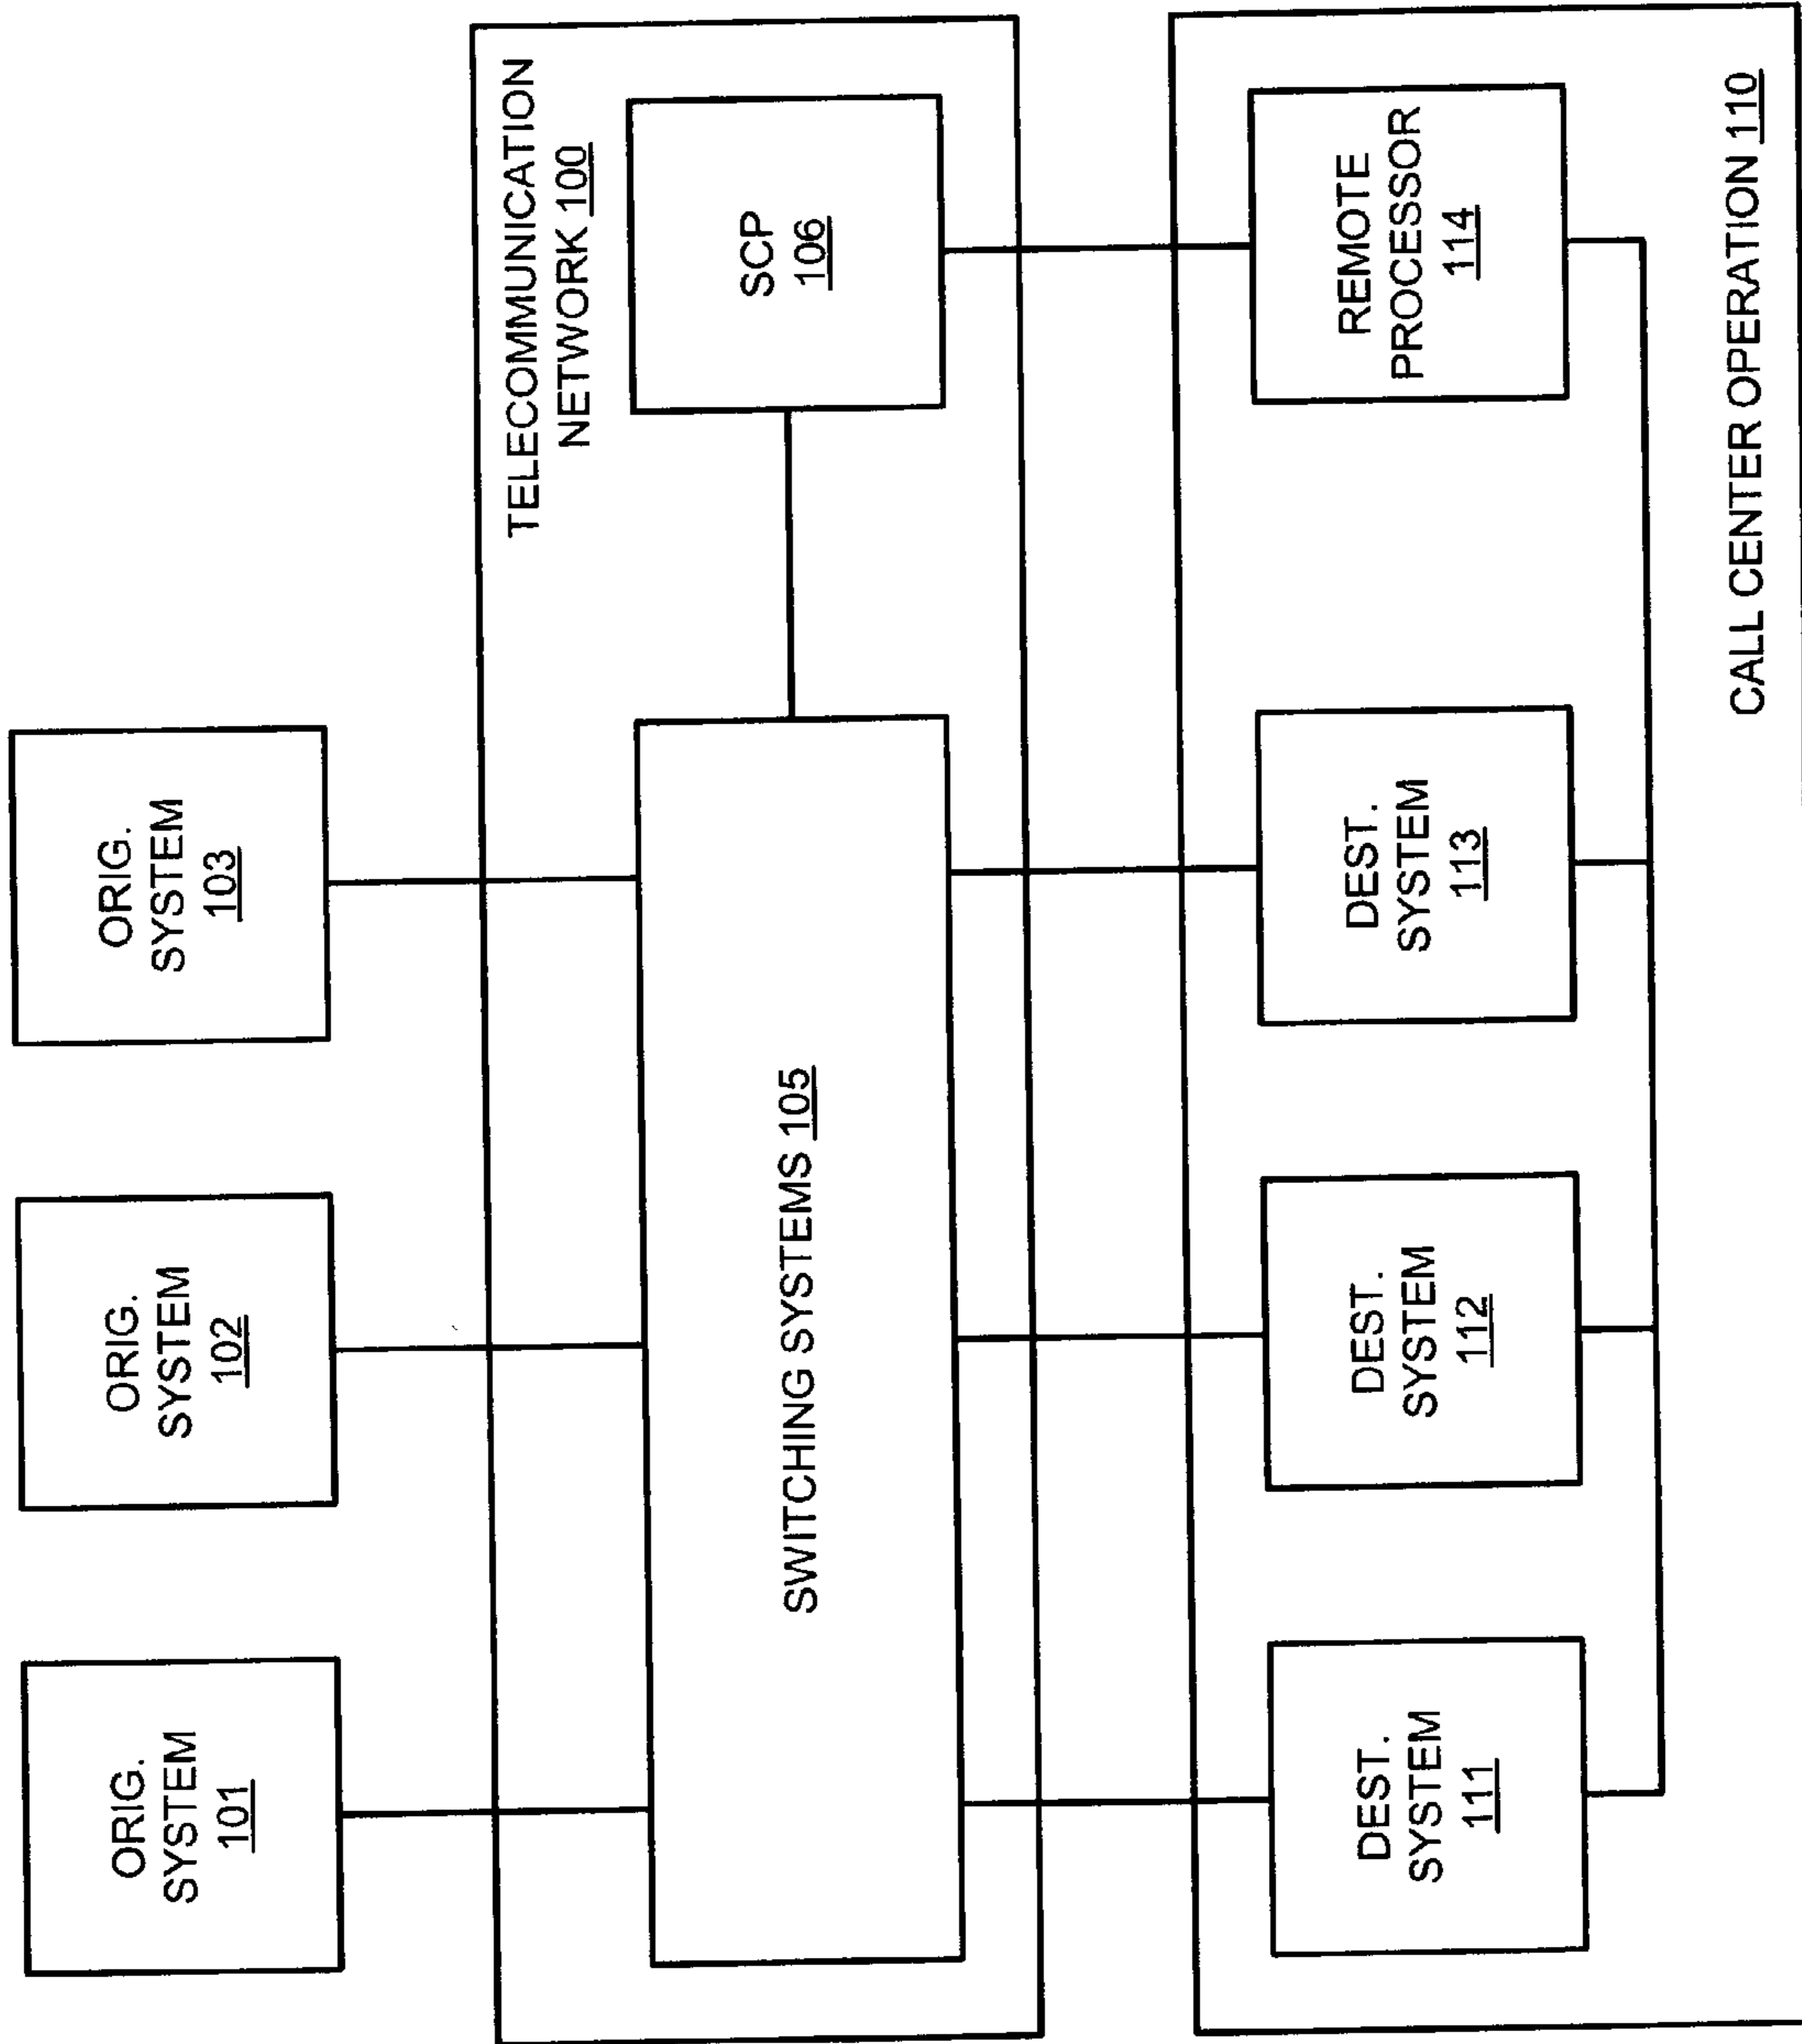 ORIG.
SYSTEM
101
ORIG.
SYSTEM
102
ORIG.
SYSTEM
103
TELECOMMUNICATION
NETWORK 100
SWITCHING SYSTEMS 105
SCP
106
DEST.
SYSTEM
111
DEST.
SYSTEM
112
DEST.
SYSTEM
113
REMOTE
PROCESSOR
114
CALL CENTER OPERATION 110